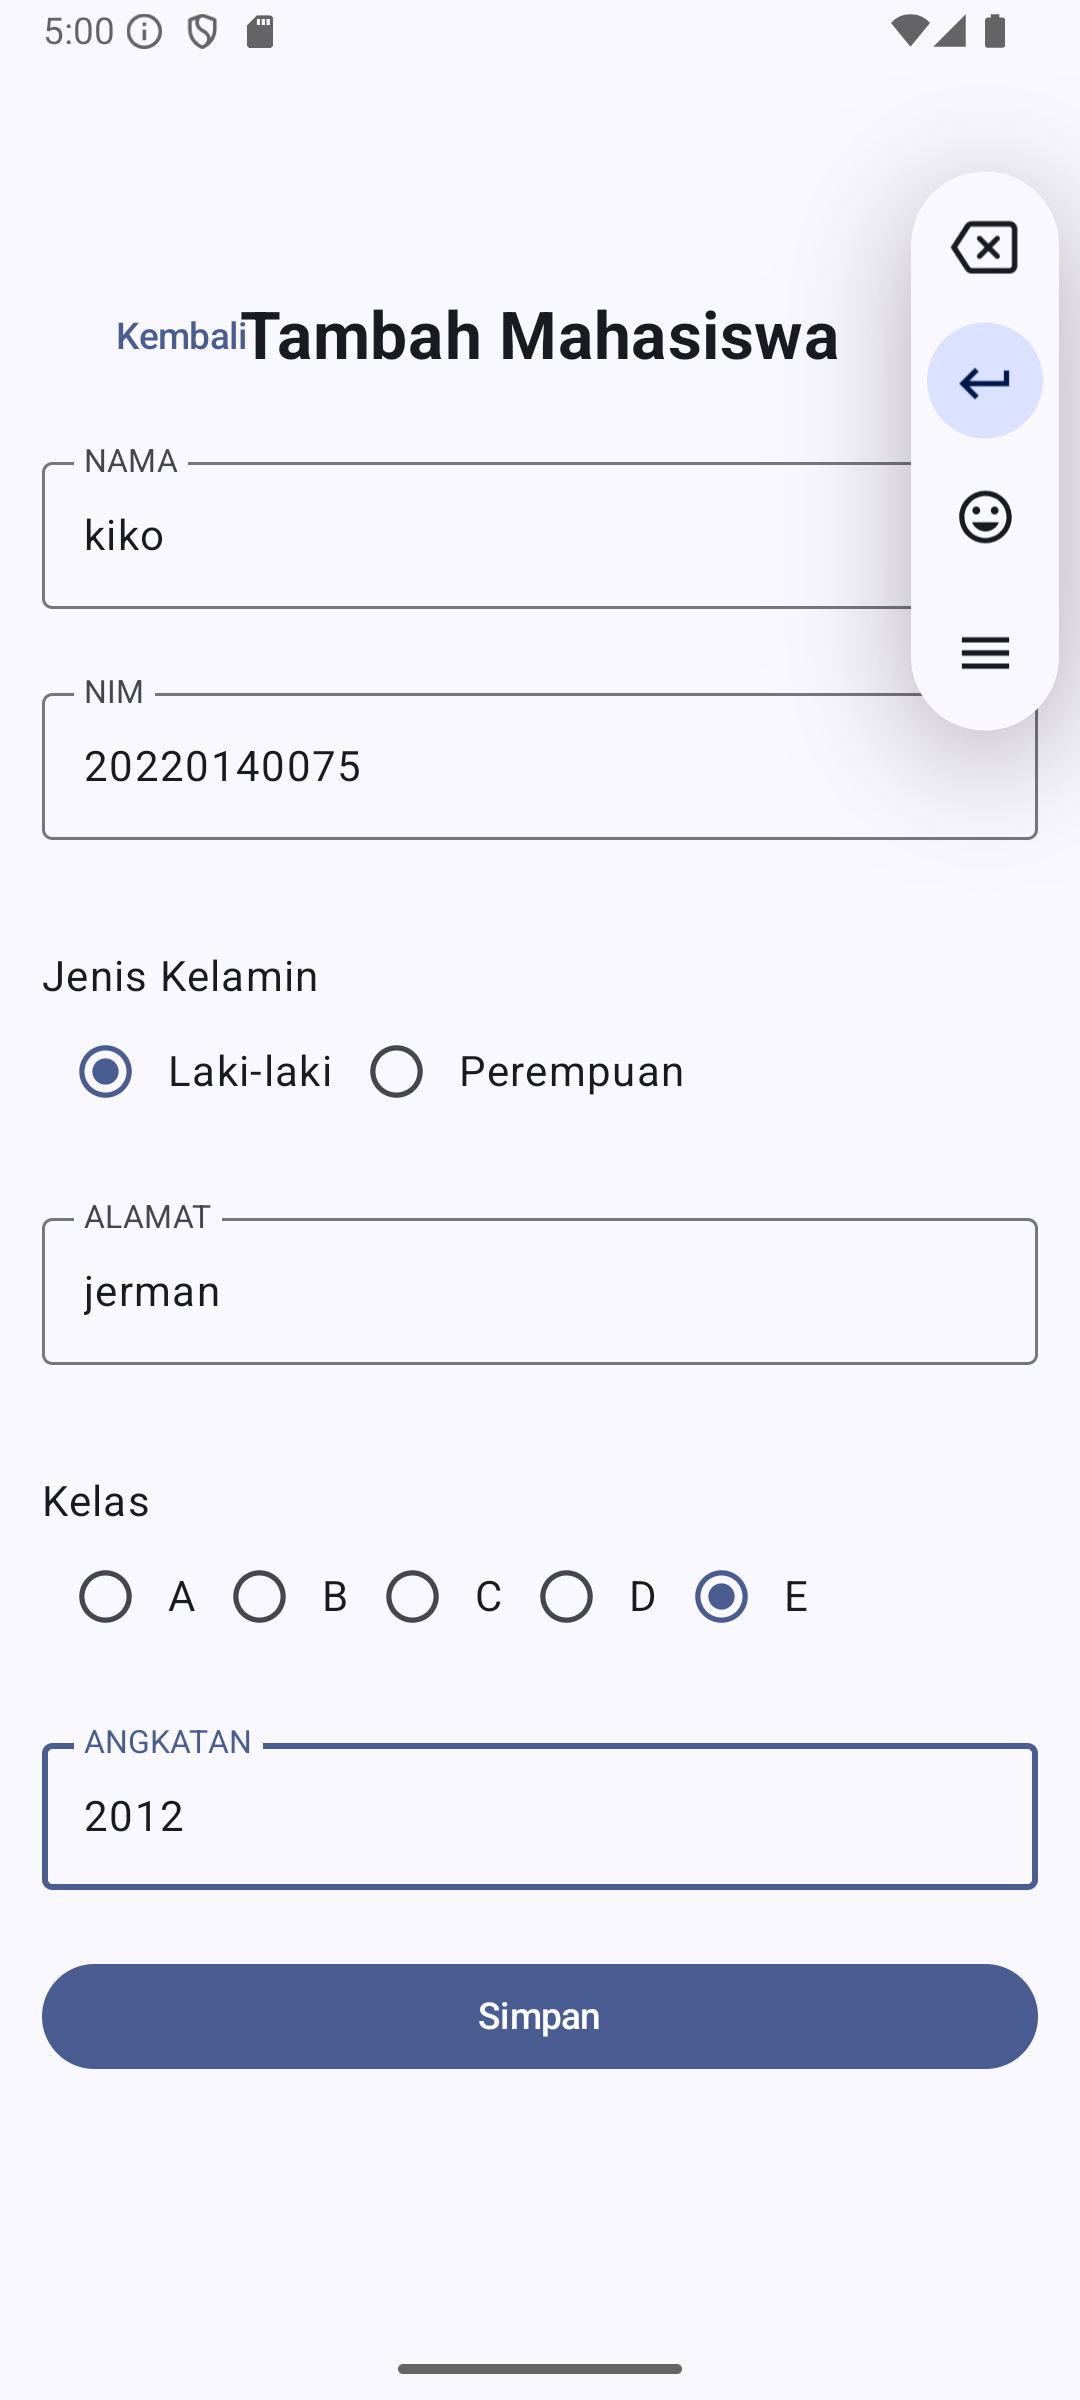 5:00
Kembali
Tambah Mahasiswa
NAMA
kiko
NIM
20220140075
Jenis Kelamin
Laki-laki Perempuan
ALAMAT
jerman
Kelas
A B C D E
ANGKATAN
2012
Simpan